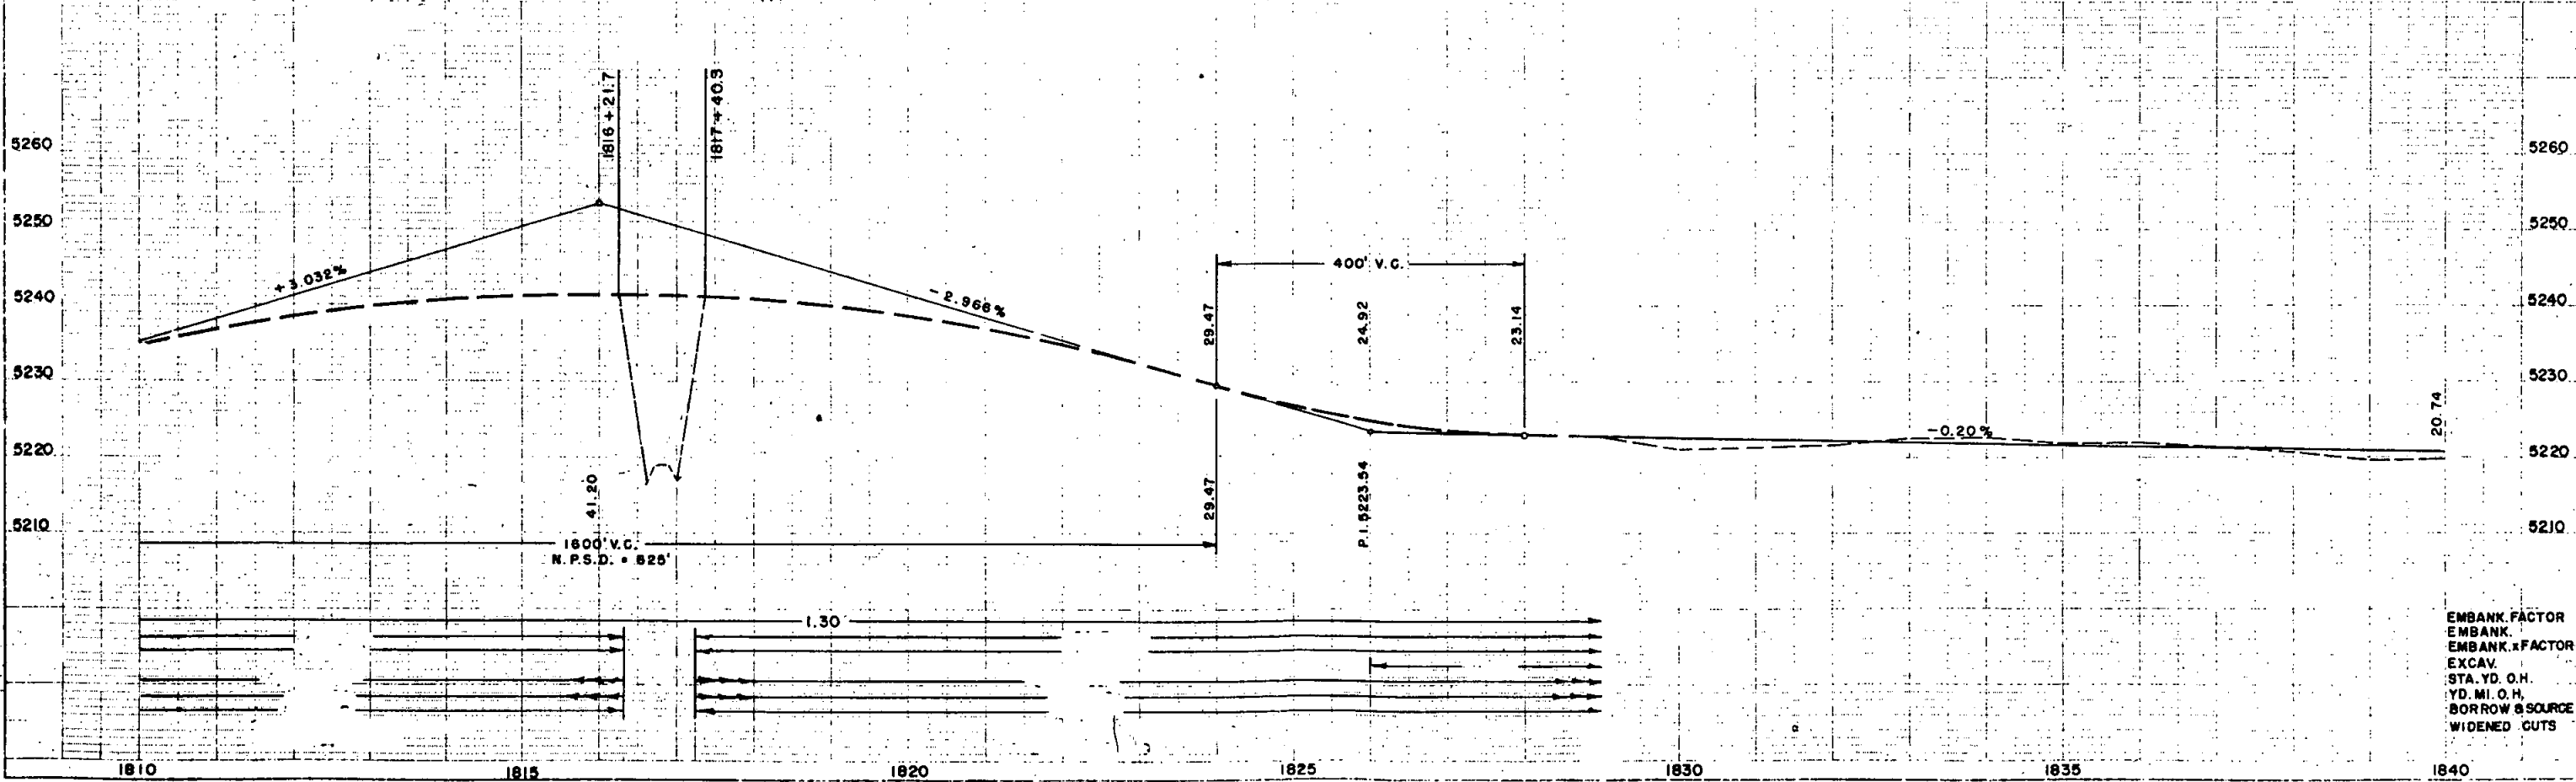 1816 + 21.7
1817 + 40.3
5260
5260
5250
5250
+ 3.032%
5240
- 2.966%
400' V.C.
29.47
24.92
23.14
5240
5230
5230
20.74
5220
-0.20%
5220
41.20
29.47
P.I. 5223.54
5210
5210
1600' V.C.
N.P.S.D. = 625'
1.30
EMBANK. FACTOR
EMBANK.
EMBANK. x FACTOR
EXCAV.
STA. YD. O.H.
YD. MI. O.H.
BORROW & SOURCE
WIDENED CUTS
1810
1815
1820
1825
1830
1835
1840